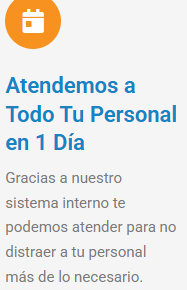 Atendemos a
Todo Tu Personal
en 1 Día
Gracias a nuestro
sistema interno te
podemos atender para no
distraer a tu personal
más de lo necesario.